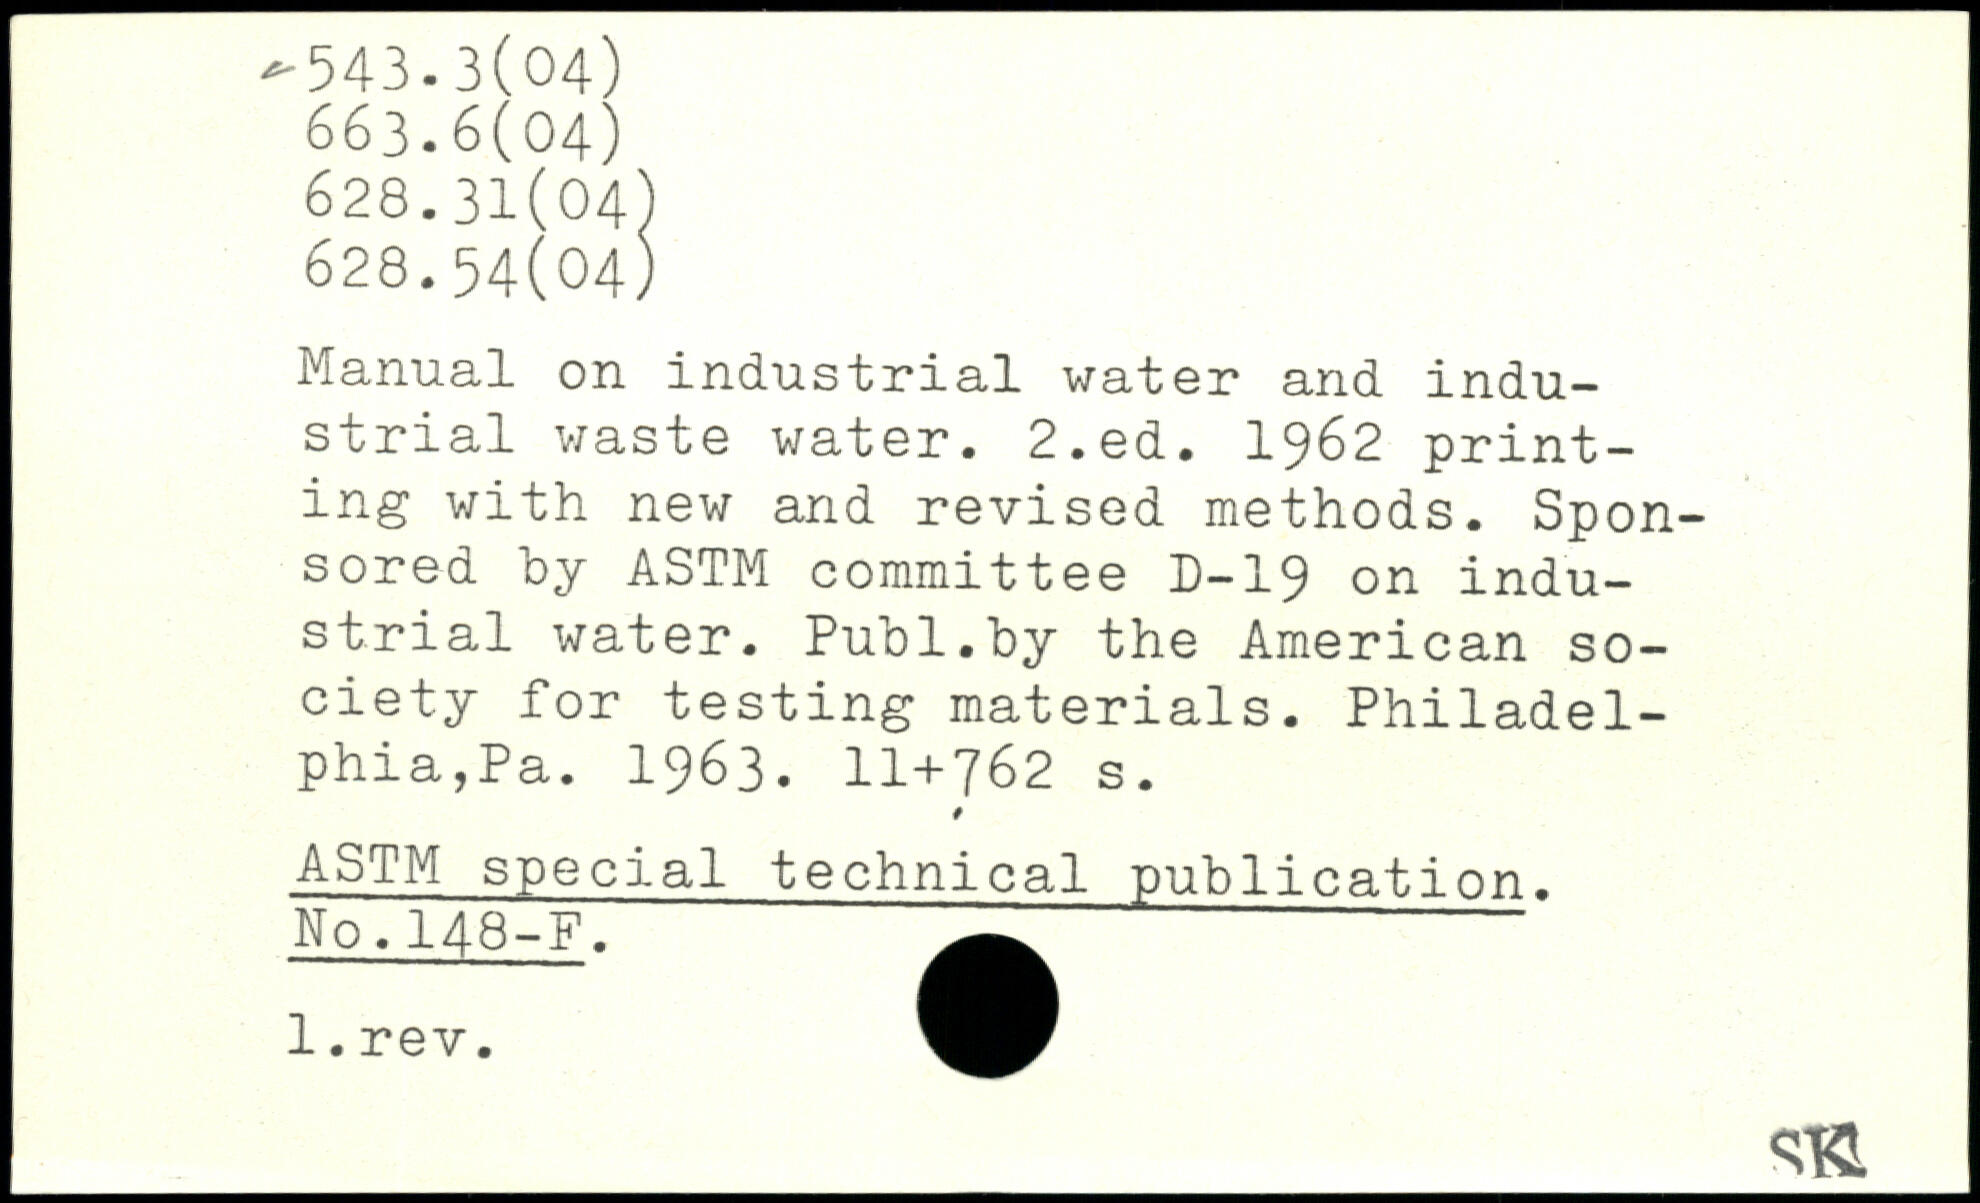 543.3(04)
663.6(04)
628.31(04)
628.54(04)
Manual on industrial water and indu-
strial waste water. 2.ed. 1962 print-
ing with new and revised methods. Spon-
sored by ASTM committee D-19 on indu-
strial water. Publ.by the American so-
ciety for testing materials. Philadel-
phia,Pa. 1963. 11+762 s.
ASTM special technical publication.
No.148-F.
1.rev.
SK